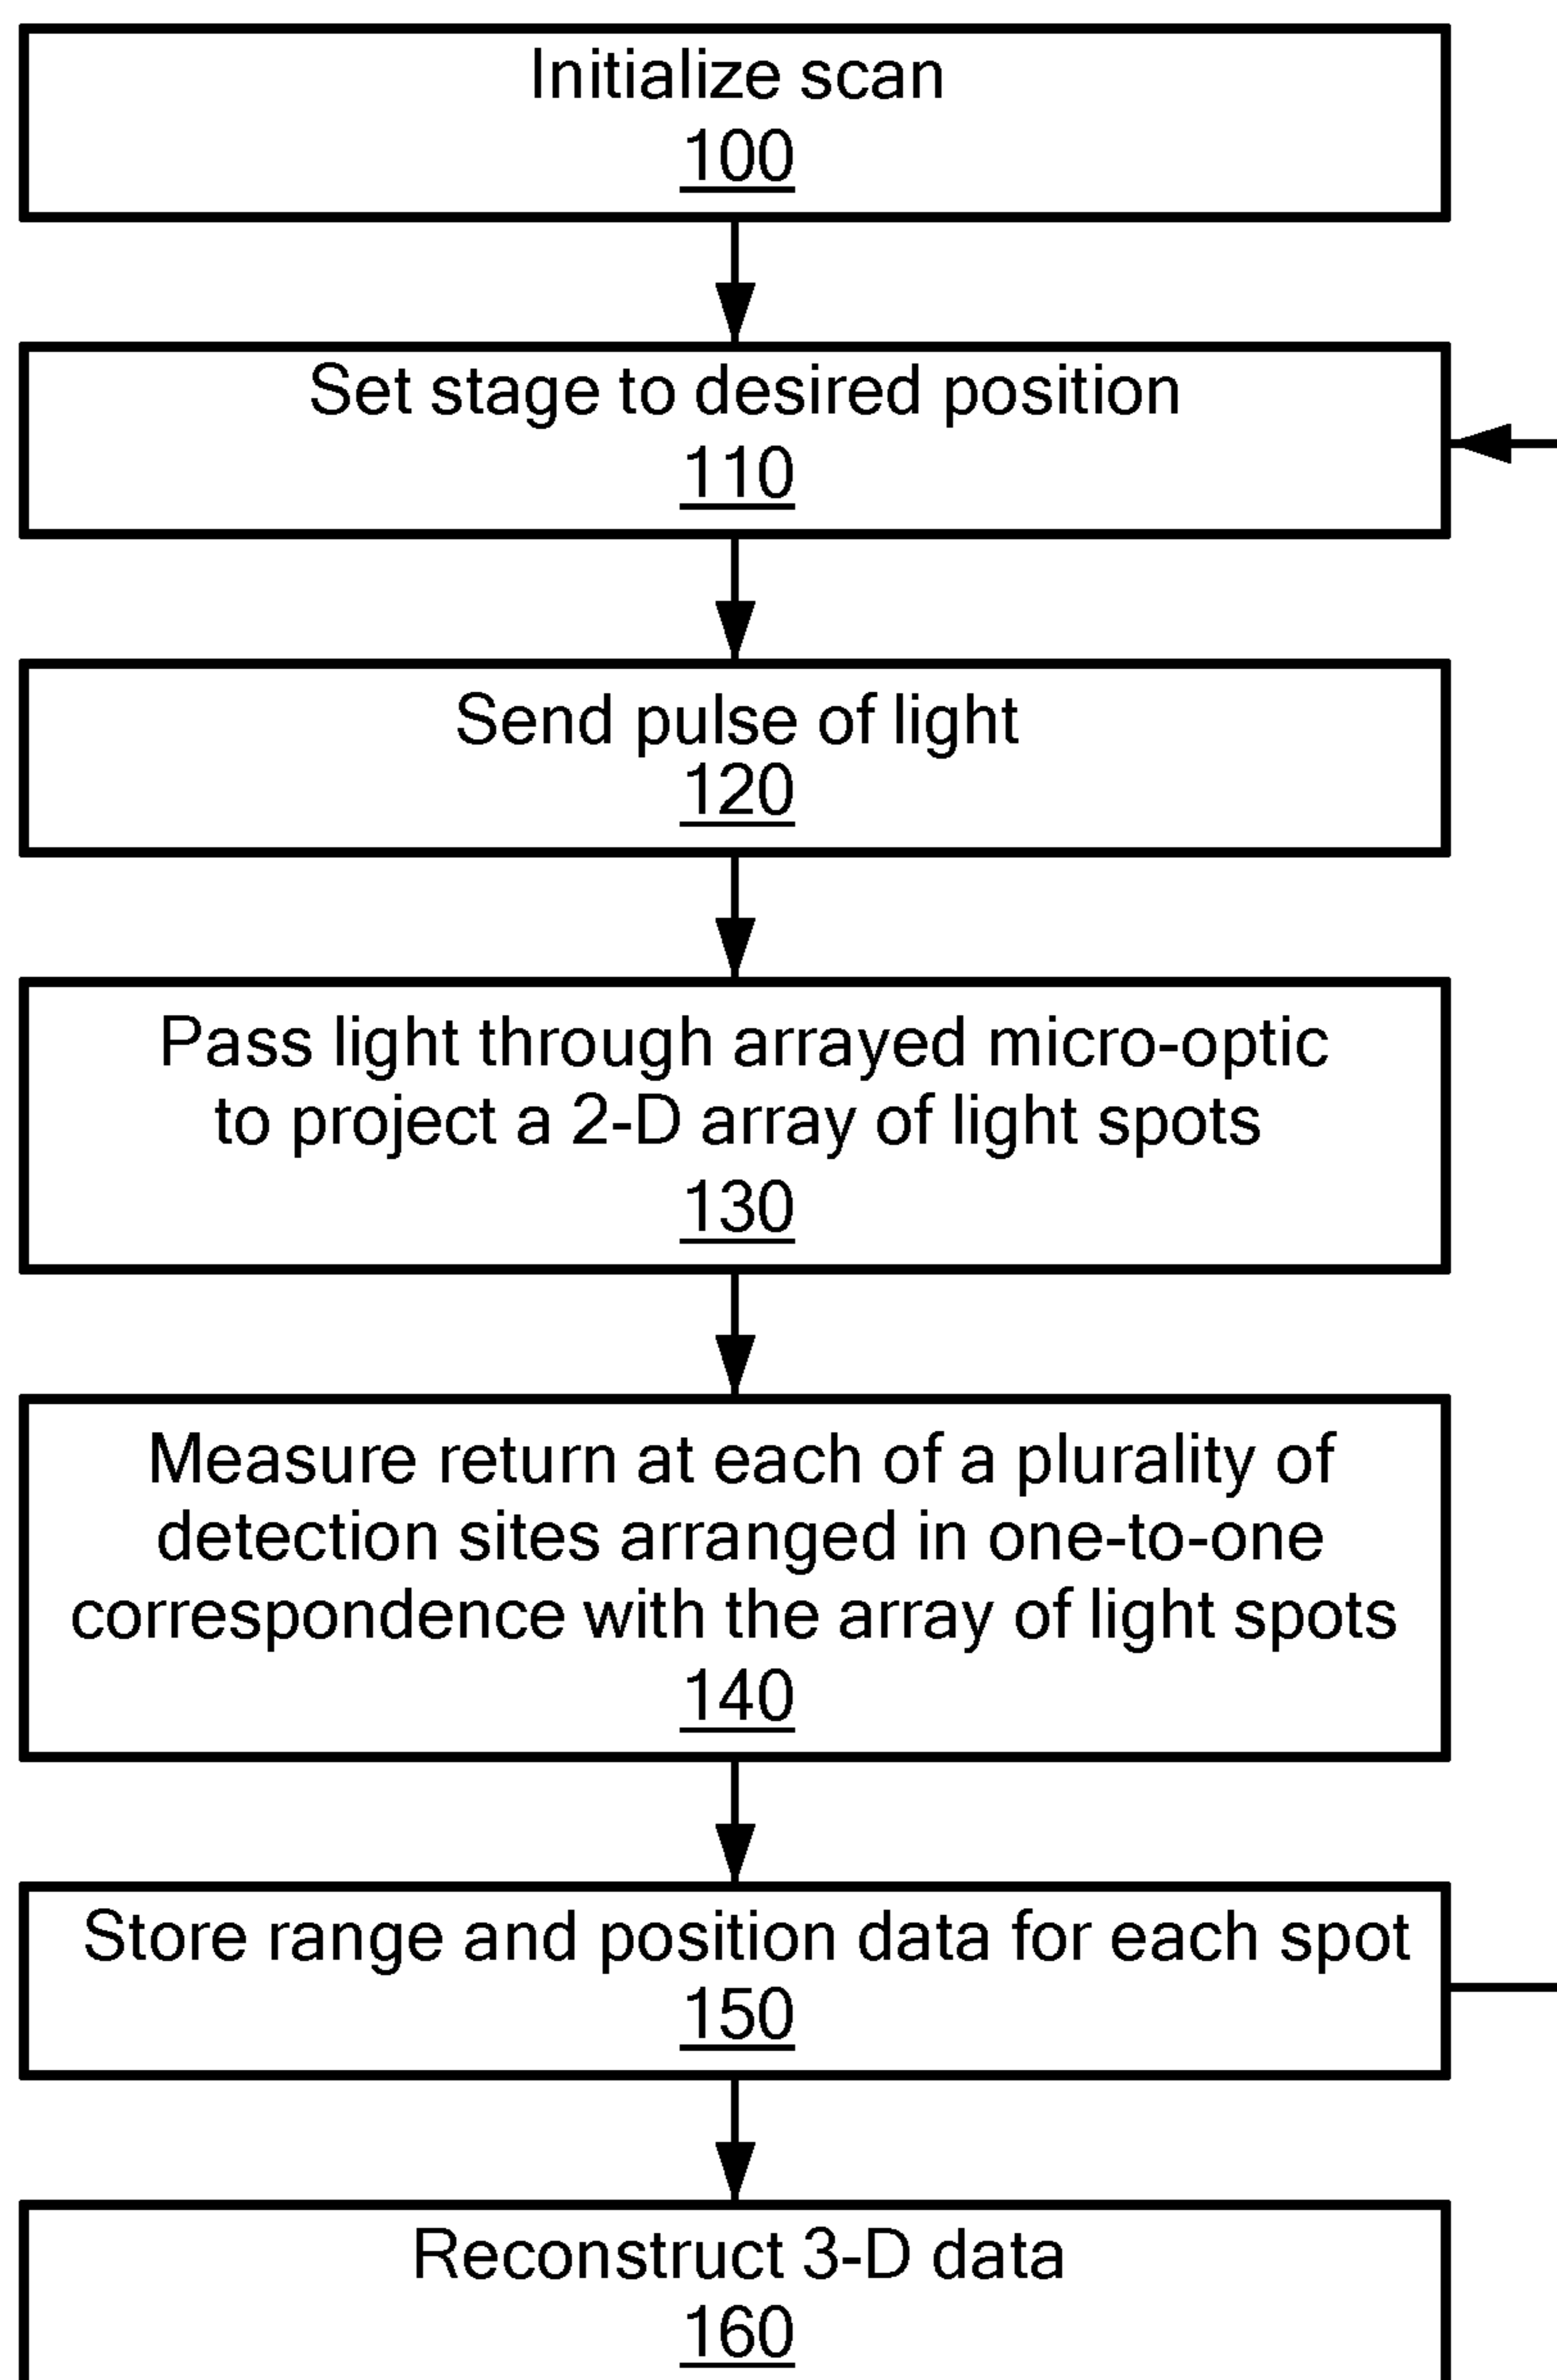 Initialize scan
100
Set stage to desired position
110
Send pulse of light
120
Pass light through arrayed micro-optic
to project a 2-D array of light spots
130
Measure return at each of a plurality of
detection sites arranged in one-to-one
correspondence with the array of light spots
140
Store range and position data for each spot
150
Reconstruct 3-D data
160